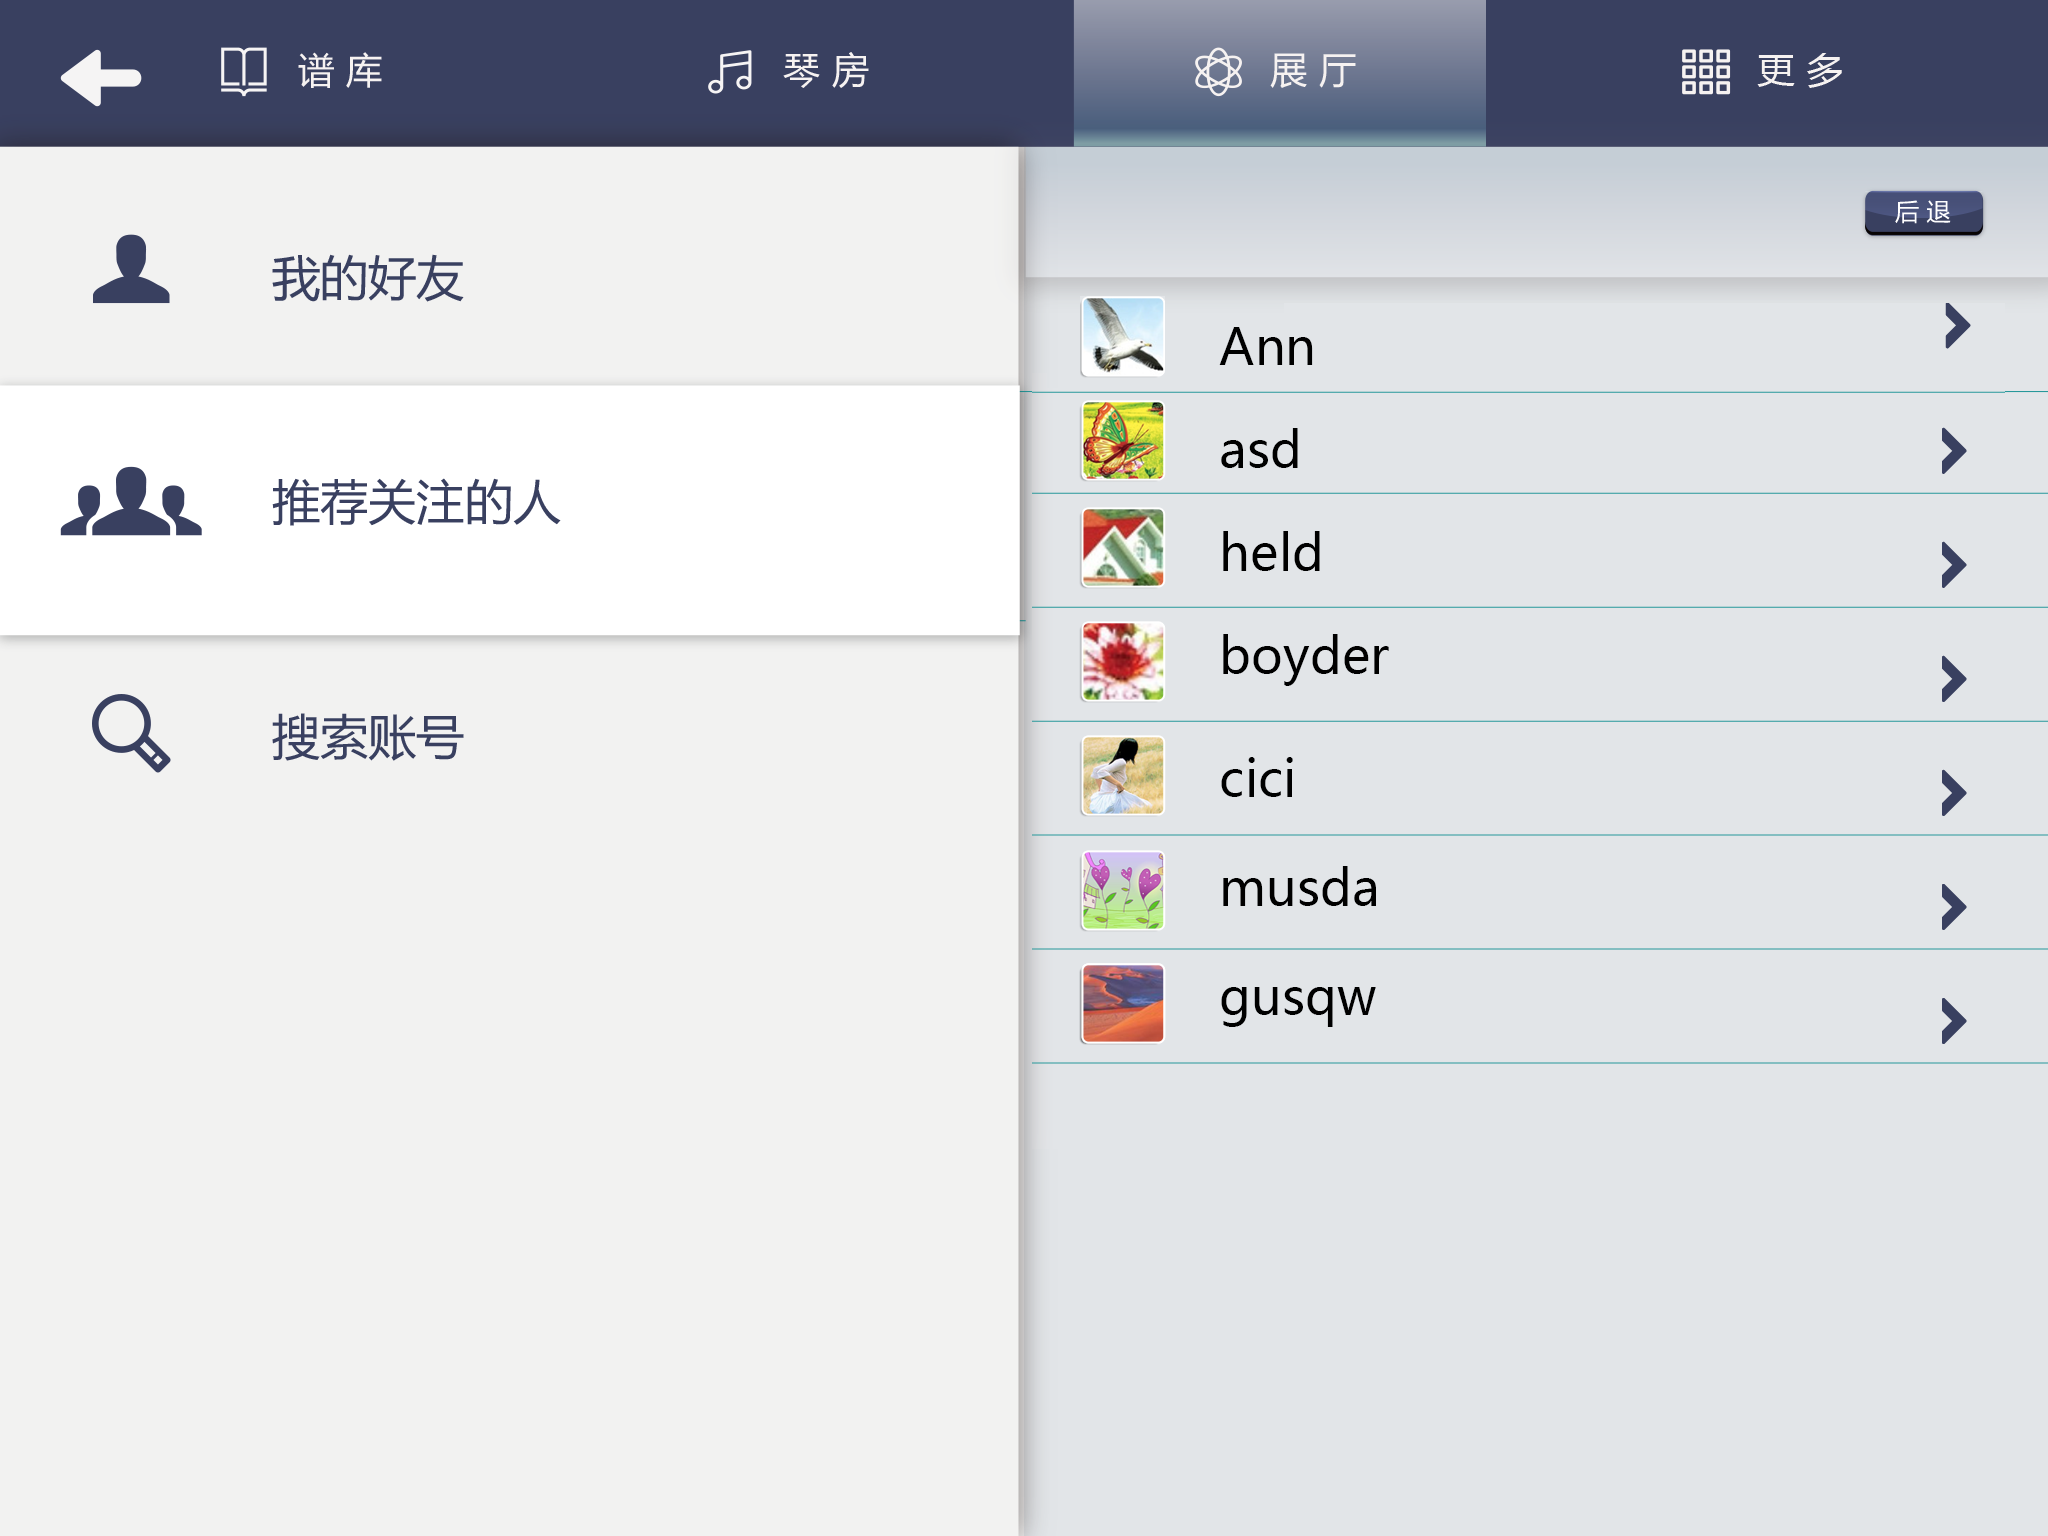 谱库
琴房
展厅
更多
后退
我的好友
推荐关注的人
搜索账号
Ann
asd
held
boyder
cici
musda
gusqw